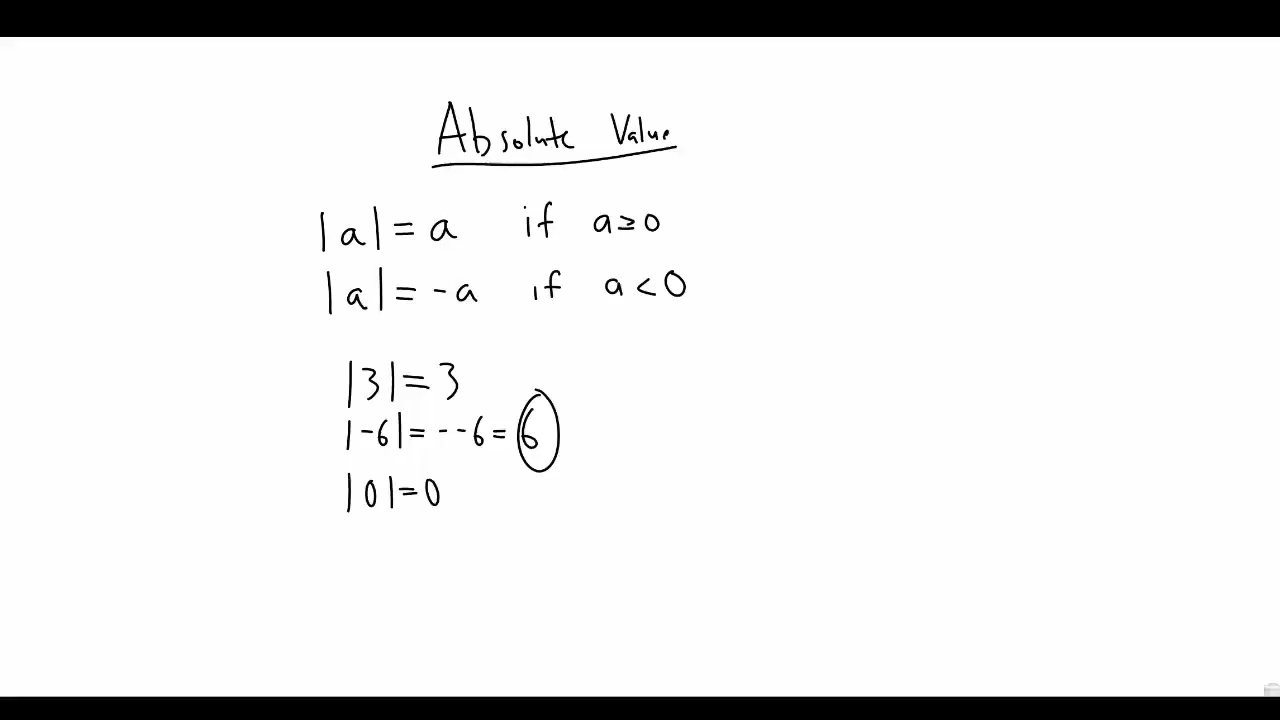 Absolute Value
|a| = a if a ≥ 0
|a| = -a if a < 0
|3| = 3
|-6| = --6 = 6
|0| = 0